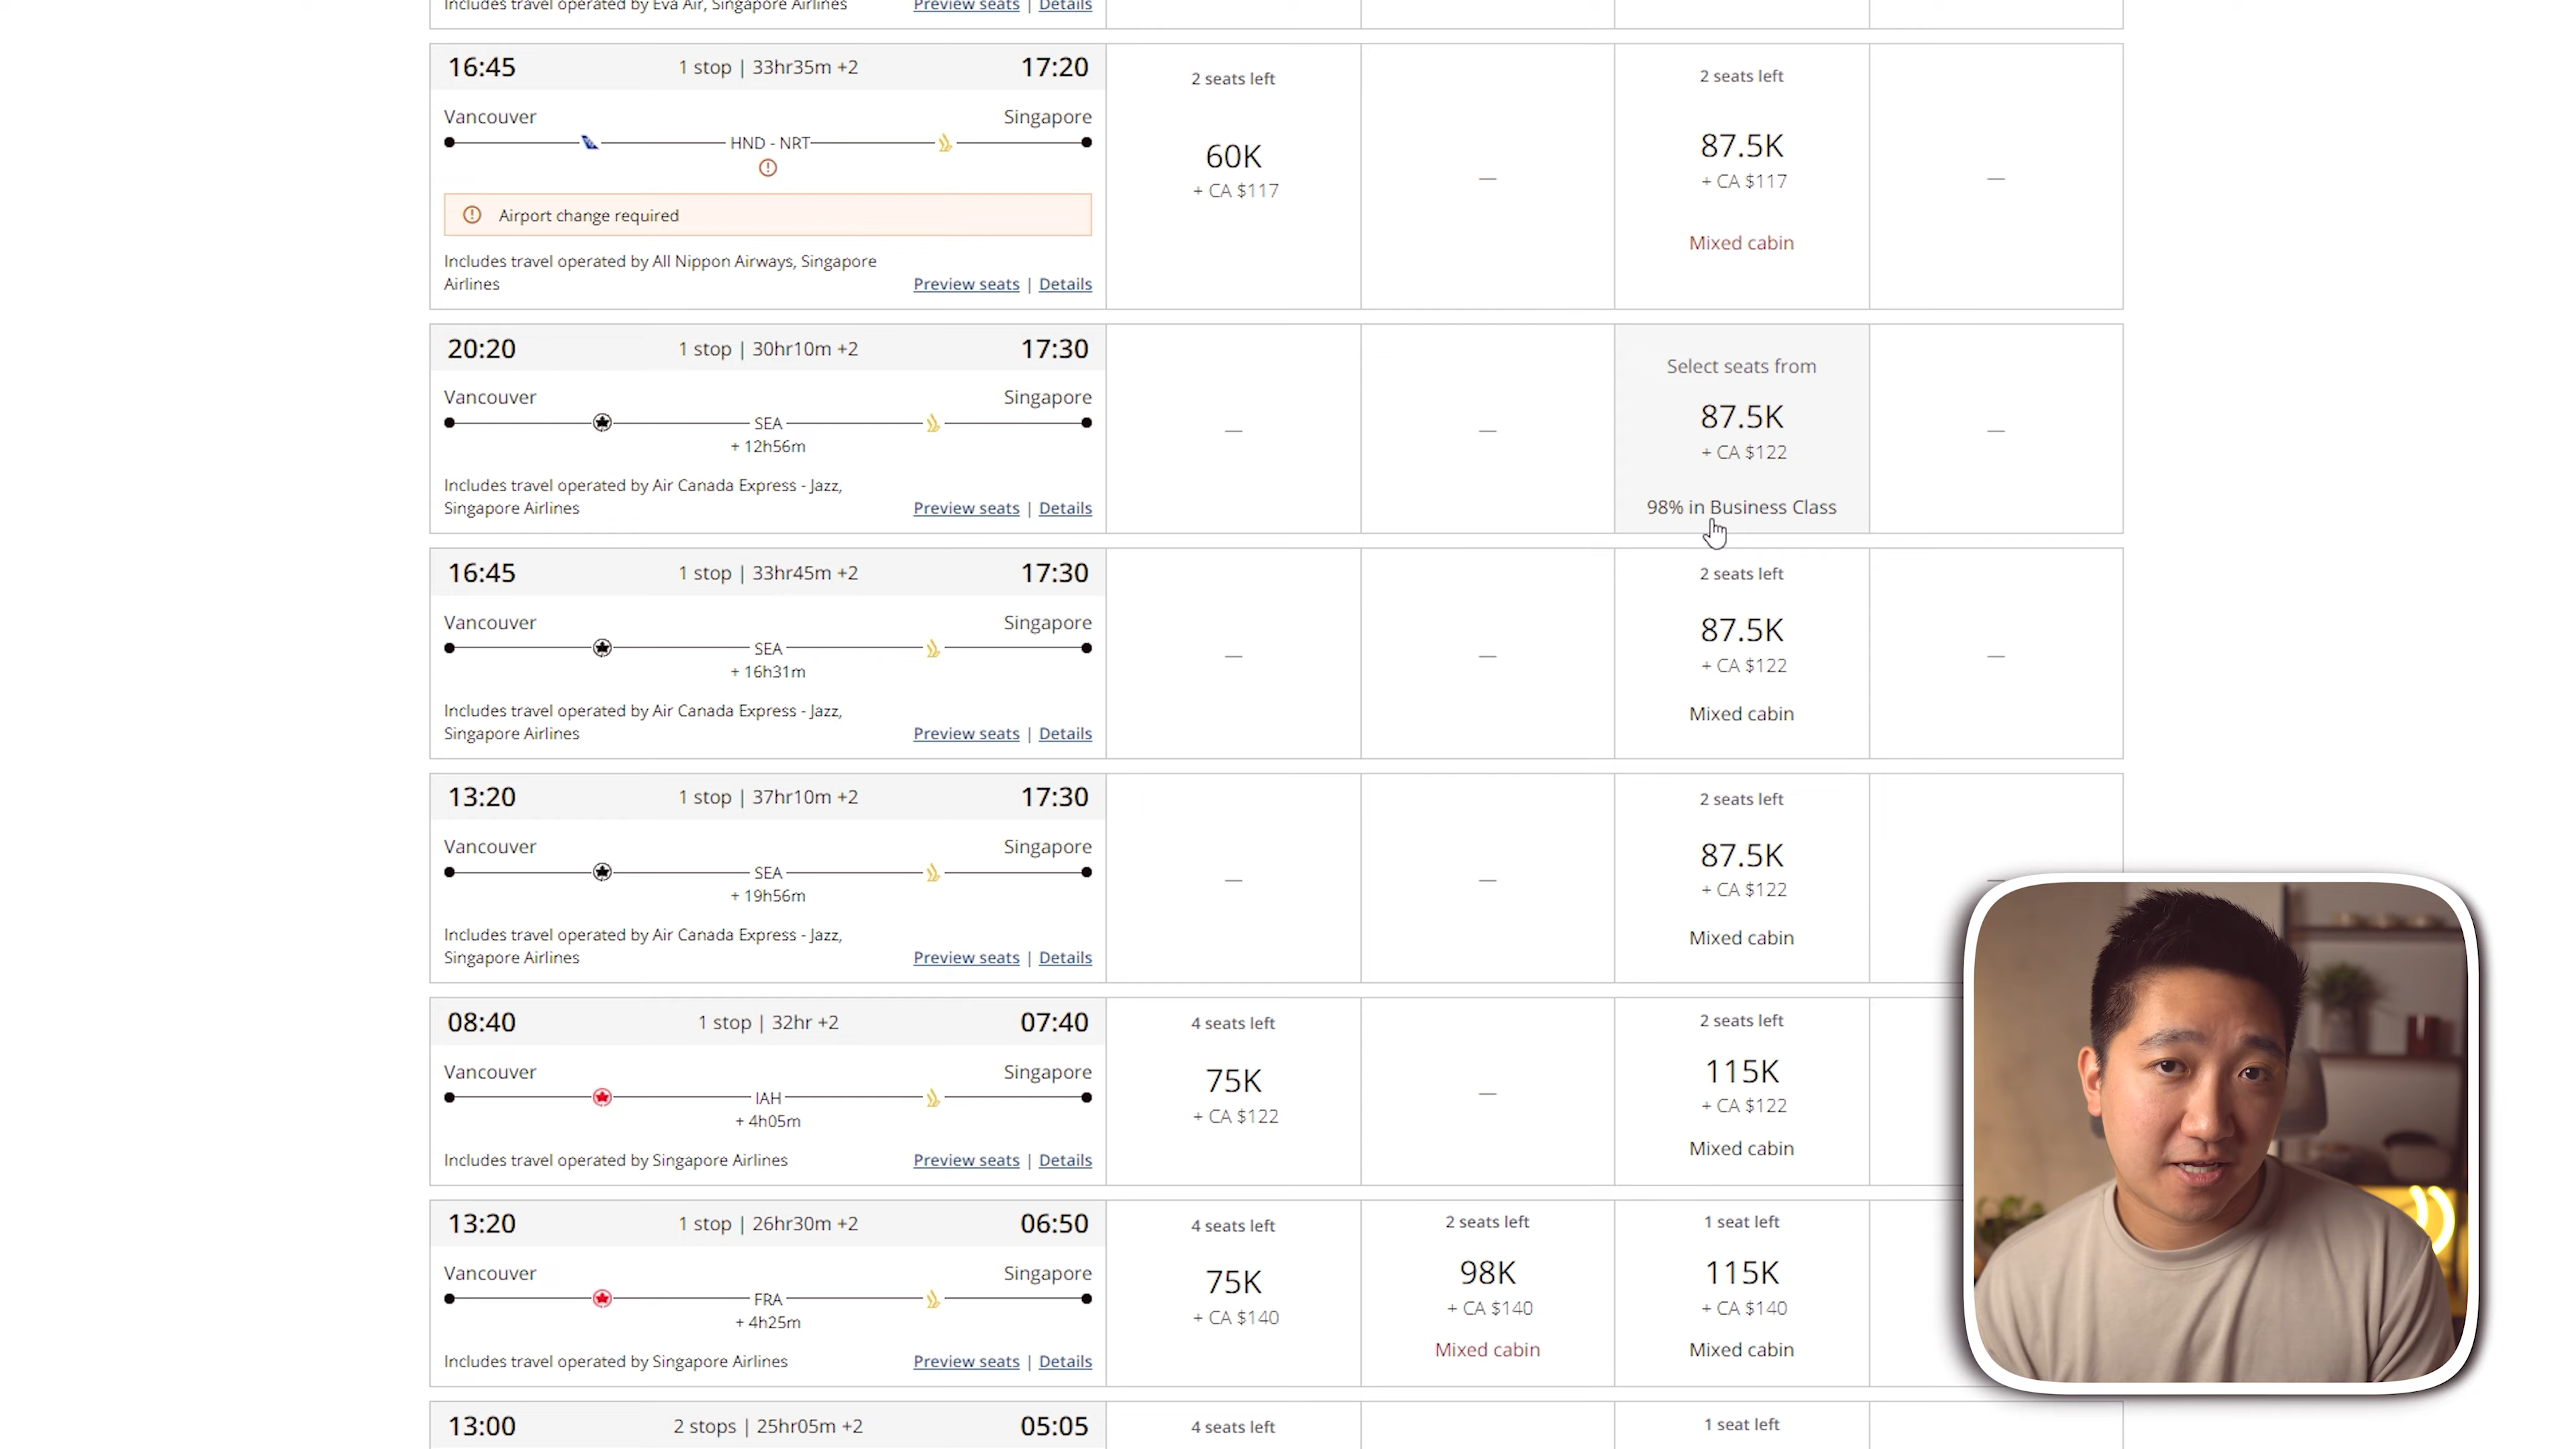 Includes travel operated by Eva Air, Singapore Airlines Preview seats | Details
16:45 1 stop | 33hr35m +2 17:20
Vancouver Singapore
HND - NRT
Airport change required
Includes travel operated by All Nippon Airways, Singapore
Airlines
Preview seats | Details
2 seats left
60K
+ CA $117
—
2 seats left
87.5K
+ CA $117
Mixed cabin
—
20:20 1 stop | 30hr10m +2 17:30
Vancouver Singapore
SEA
+ 12h56m
Includes travel operated by Air Canada Express - Jazz,
Singapore Airlines
Preview seats | Details
—
—
Select seats from
87.5K
+ CA $122
98% in Business Class
—
16:45 1 stop | 33hr45m +2 17:30
Vancouver Singapore
SEA
+ 16h31m
Includes travel operated by Air Canada Express - Jazz,
Singapore Airlines
Preview seats | Details
—
—
2 seats left
87.5K
+ CA $122
Mixed cabin
—
13:20 1 stop | 37hr10m +2 17:30
Vancouver Singapore
SEA
+ 19h56m
Includes travel operated by Air Canada Express - Jazz,
Singapore Airlines
Preview seats | Details
—
—
2 seats left
87.5K
+ CA $122
Mixed cabin
08:40 1 stop | 32hr +2 07:40
Vancouver Singapore
IAH
+ 4h05m
Includes travel operated by Singapore Airlines
Preview seats | Details
4 seats left
75K
+ CA $122
—
2 seats left
115K
+ CA $122
Mixed cabin
13:20 1 stop | 26hr30m +2 06:50
Vancouver Singapore
FRA
+ 4h25m
Includes travel operated by Singapore Airlines
Preview seats | Details
4 seats left
75K
+ CA $140
2 seats left
98K
+ CA $140
Mixed cabin
1 seat left
115K
+ CA $140
Mixed cabin
13:00 2 stops | 25hr05m +2 05:05
4 seats left
1 seat left